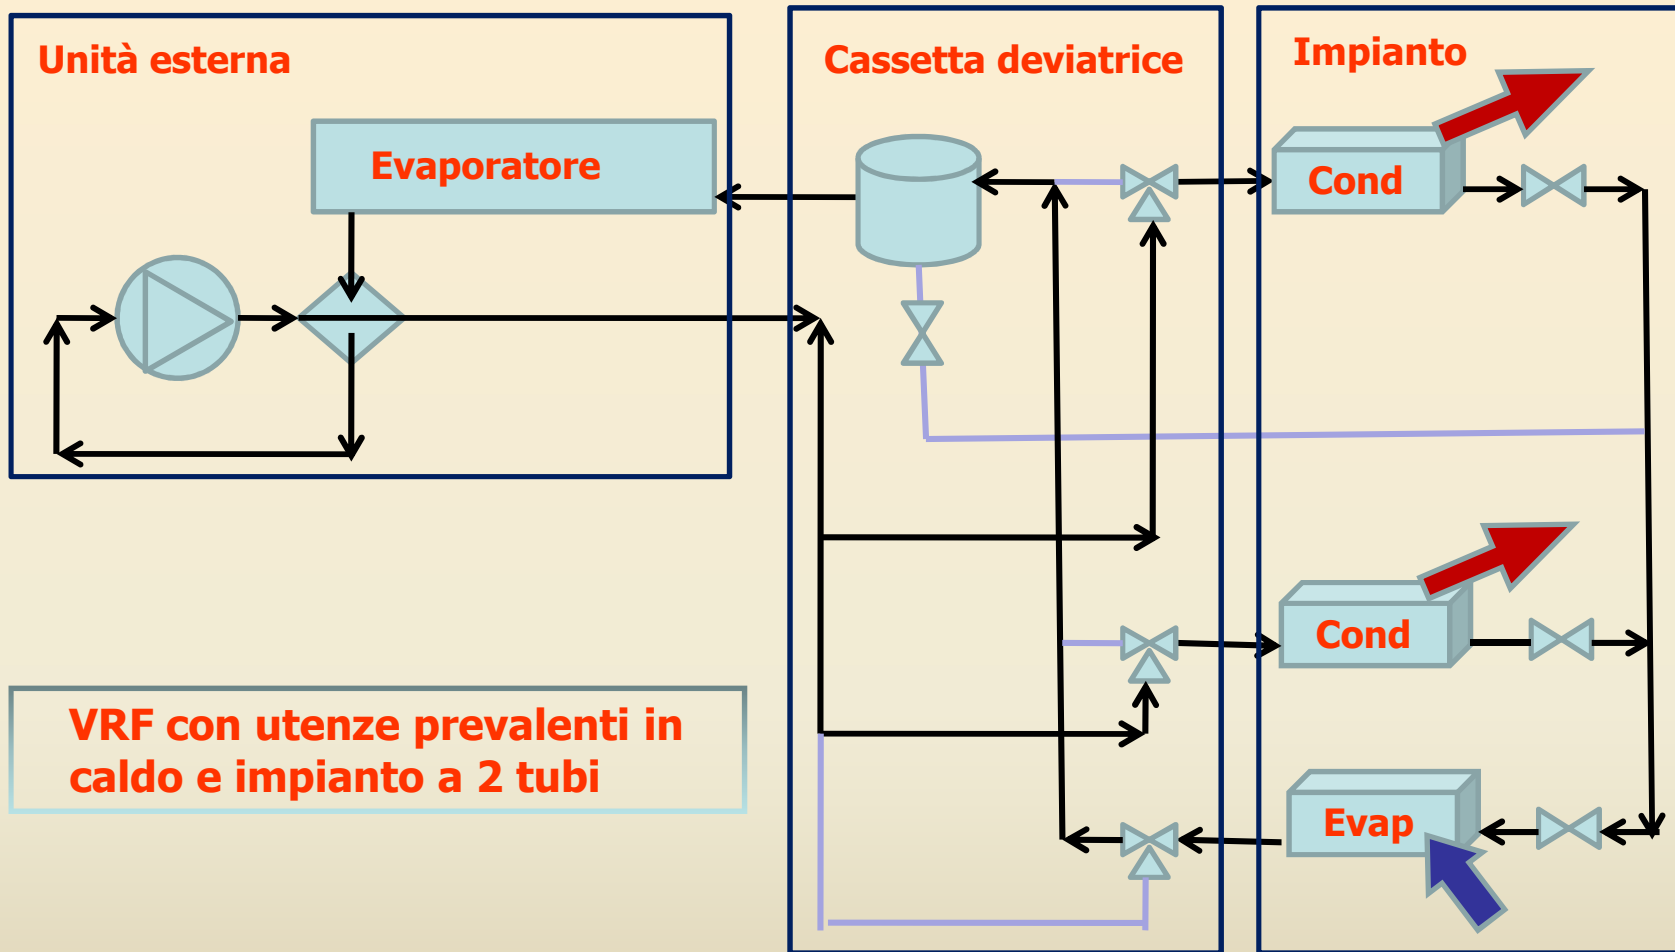 Unità esterna
Cassetta deviatrice
Impianto
Evaporatore
Cond
Cond
Evap
VRF con utenze prevalenti in
caldo e impianto a 2 tubi